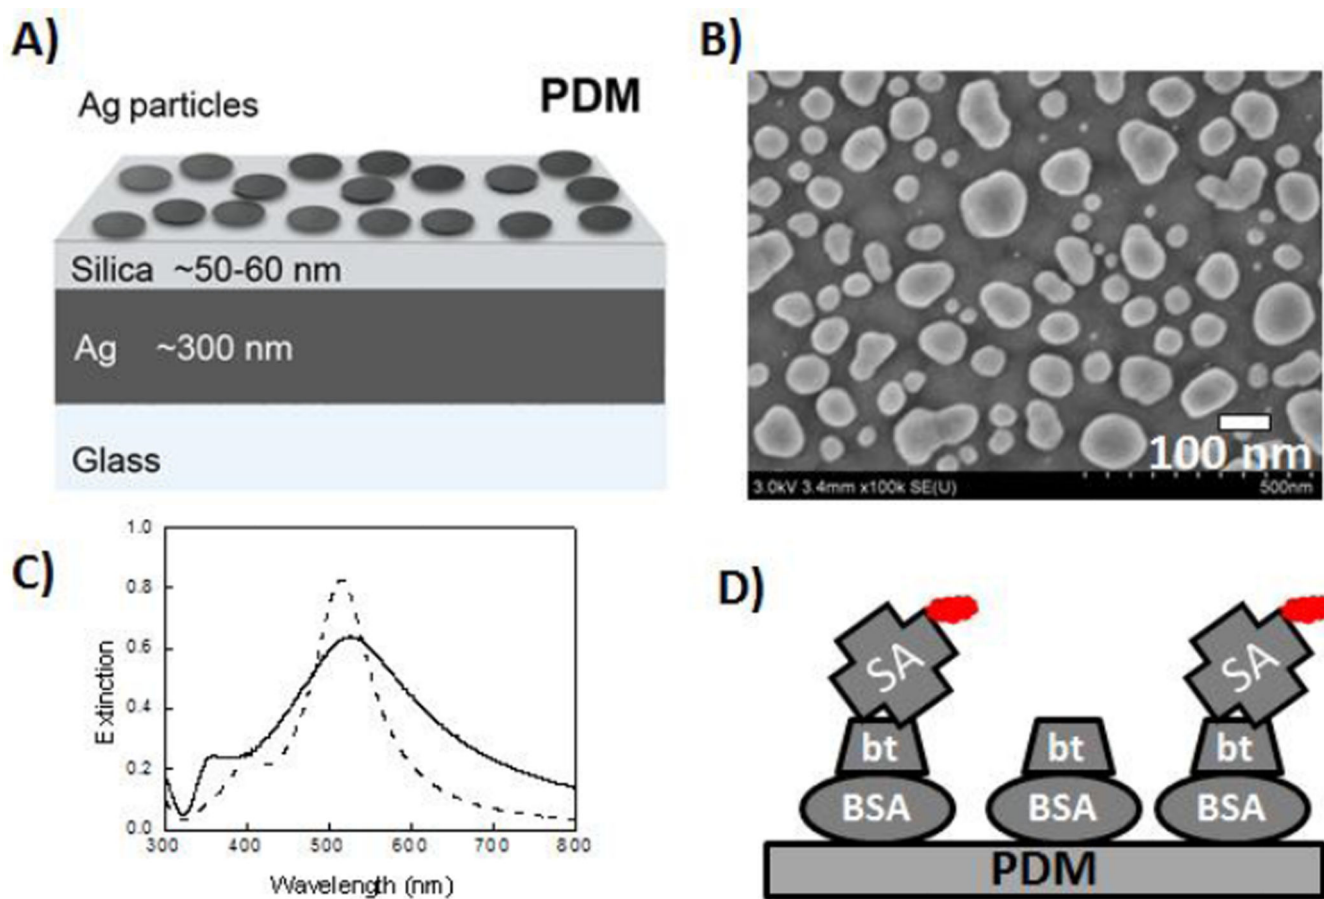 A)
Ag particles
PDM
Silica ~50-60 nm
Ag ~300 nm
Glass
B)
100 nm
3.0kV 3.4mm x100k SE(U)
500nm
C)
1.0
0.8
0.6
0.4
0.2
0.0
Extinction
300 400 500 600 700 800
Wavelength (nm)
D)
SA SA
bt bt bt
BSA BSA BSA
PDM